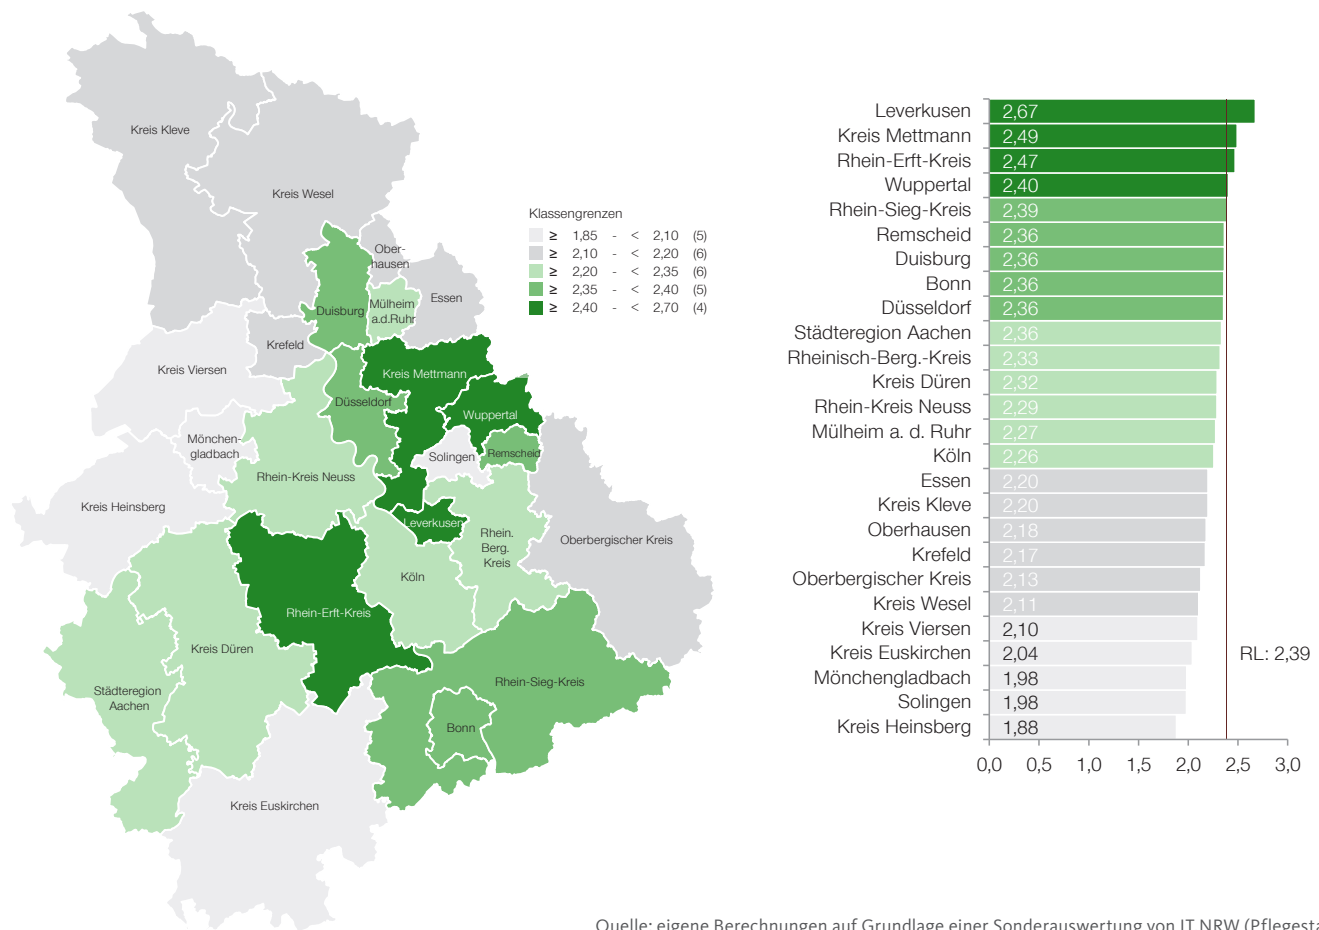 Kreis Kleve
Kreis Wesel
Ober-
hausen
Essen
Duisburg
Mülheim
a.d.Ruhr
Krefeld
Kreis Viersen
Kreis Mettmann
Düsseldorf
Wuppertal
Mönchen-
gladbach
Solingen
Remscheid
Rhein-Kreis Neuss
Kreis Heinsberg
Leverkusen
Rhein.
Berg.
Kreis
Oberbergischer Kreis
Köln
Rhein-Erft-Kreis
Kreis Düren
Städteregion
Aachen
Rhein-Sieg-Kreis
Bonn
Kreis Euskirchen
Klassengrenzen
≥ 1,85 - < 2,10 (5)
≥ 2,10 - < 2,20 (6)
≥ 2,20 - < 2,35 (6)
≥ 2,35 - < 2,40 (5)
≥ 2,40 - < 2,70 (4)
Leverkusen 2,67
Kreis Mettmann 2,49
Rhein-Erft-Kreis 2,47
Wuppertal 2,40
Rhein-Sieg-Kreis 2,39
Remscheid 2,36
Duisburg 2,36
Bonn 2,36
Düsseldorf 2,36
Städteregion Aachen 2,36
Rheinisch-Berg.-Kreis 2,33
Kreis Düren 2,32
Rhein-Kreis Neuss 2,29
Mülheim a. d. Ruhr 2,27
Köln 2,26
Essen 2,20
Kreis Kleve 2,20
Oberhausen 2,18
Krefeld 2,17
Oberbergischer Kreis 2,13
Kreis Wesel 2,11
Kreis Viersen 2,10
Kreis Euskirchen 2,04
Mönchengladbach 1,98
Solingen 1,98
Kreis Heinsberg 1,88
RL: 2,39
0,0 0,5 1,0 1,5 2,0 2,5 3,0
Quelle: eigene Berechnungen auf Grundlage einer Sonderauswertung von IT NRW (Pflegesta